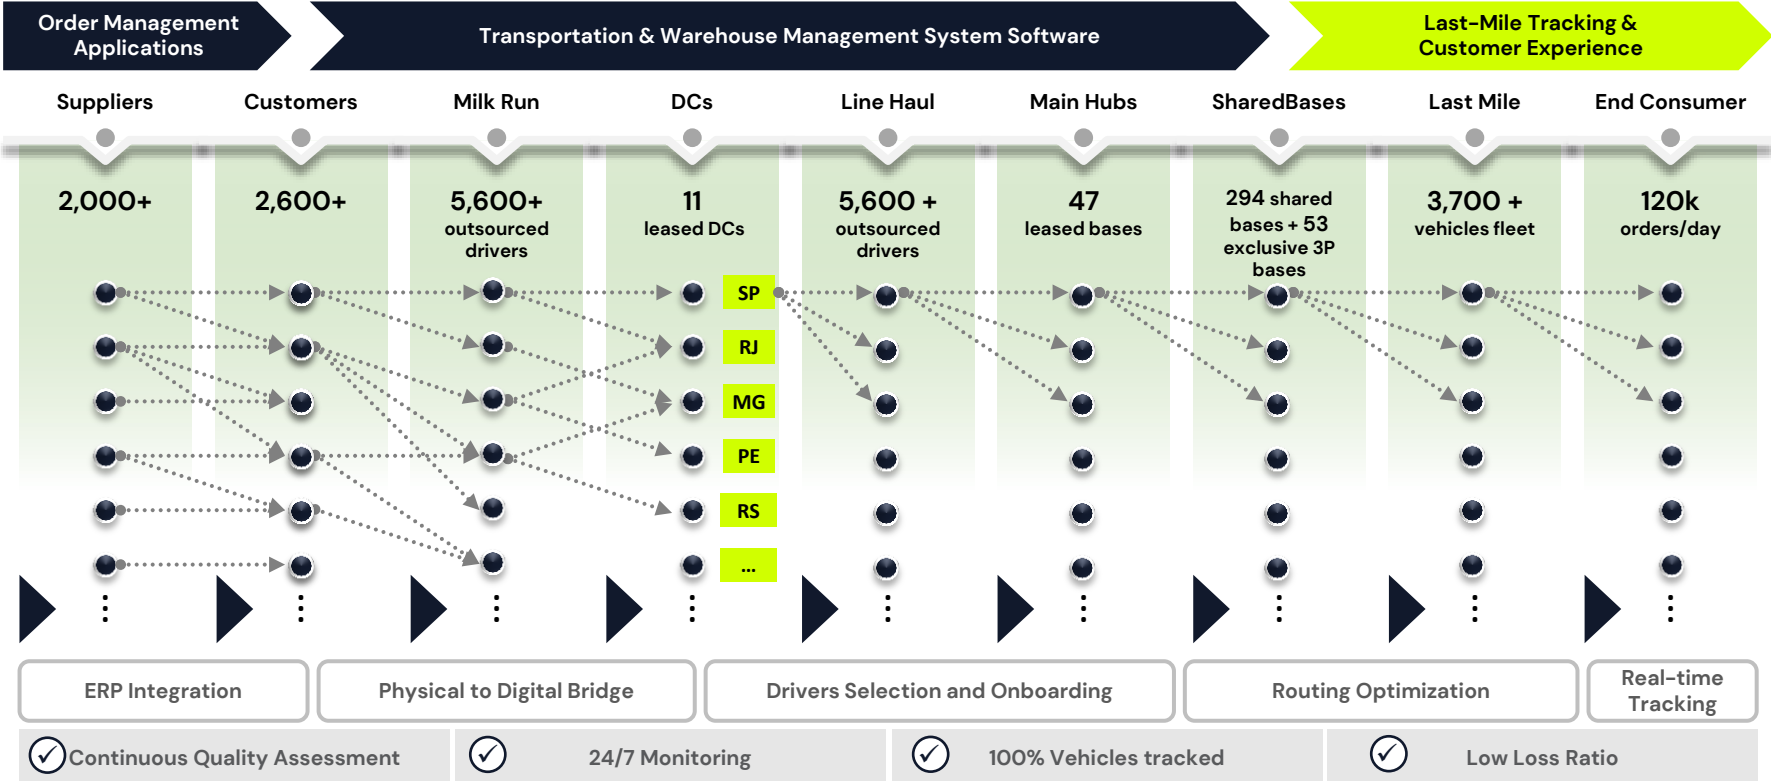 Order Management
Applications
Transportation & Warehouse Management System Software
Last-Mile Tracking &
Customer Experience
Suppliers
Customers
Milk Run
DCs
Line Haul
Main Hubs
SharedBases
Last Mile
End Consumer
2,000+
2,600+
5,600+
outsourced
drivers
11
leased DCs
5,600 +
outsourced
drivers
47
leased bases
294 shared
bases + 53
exclusive 3P
bases
3,700 +
vehicles fleet
120k
orders/day
SP
RJ
MG
PE
RS
...
ERP Integration
Physical to Digital Bridge
Drivers Selection and Onboarding
Routing Optimization
Real-time
Tracking
Continuous Quality Assessment
24/7 Monitoring
100% Vehicles tracked
Low Loss Ratio